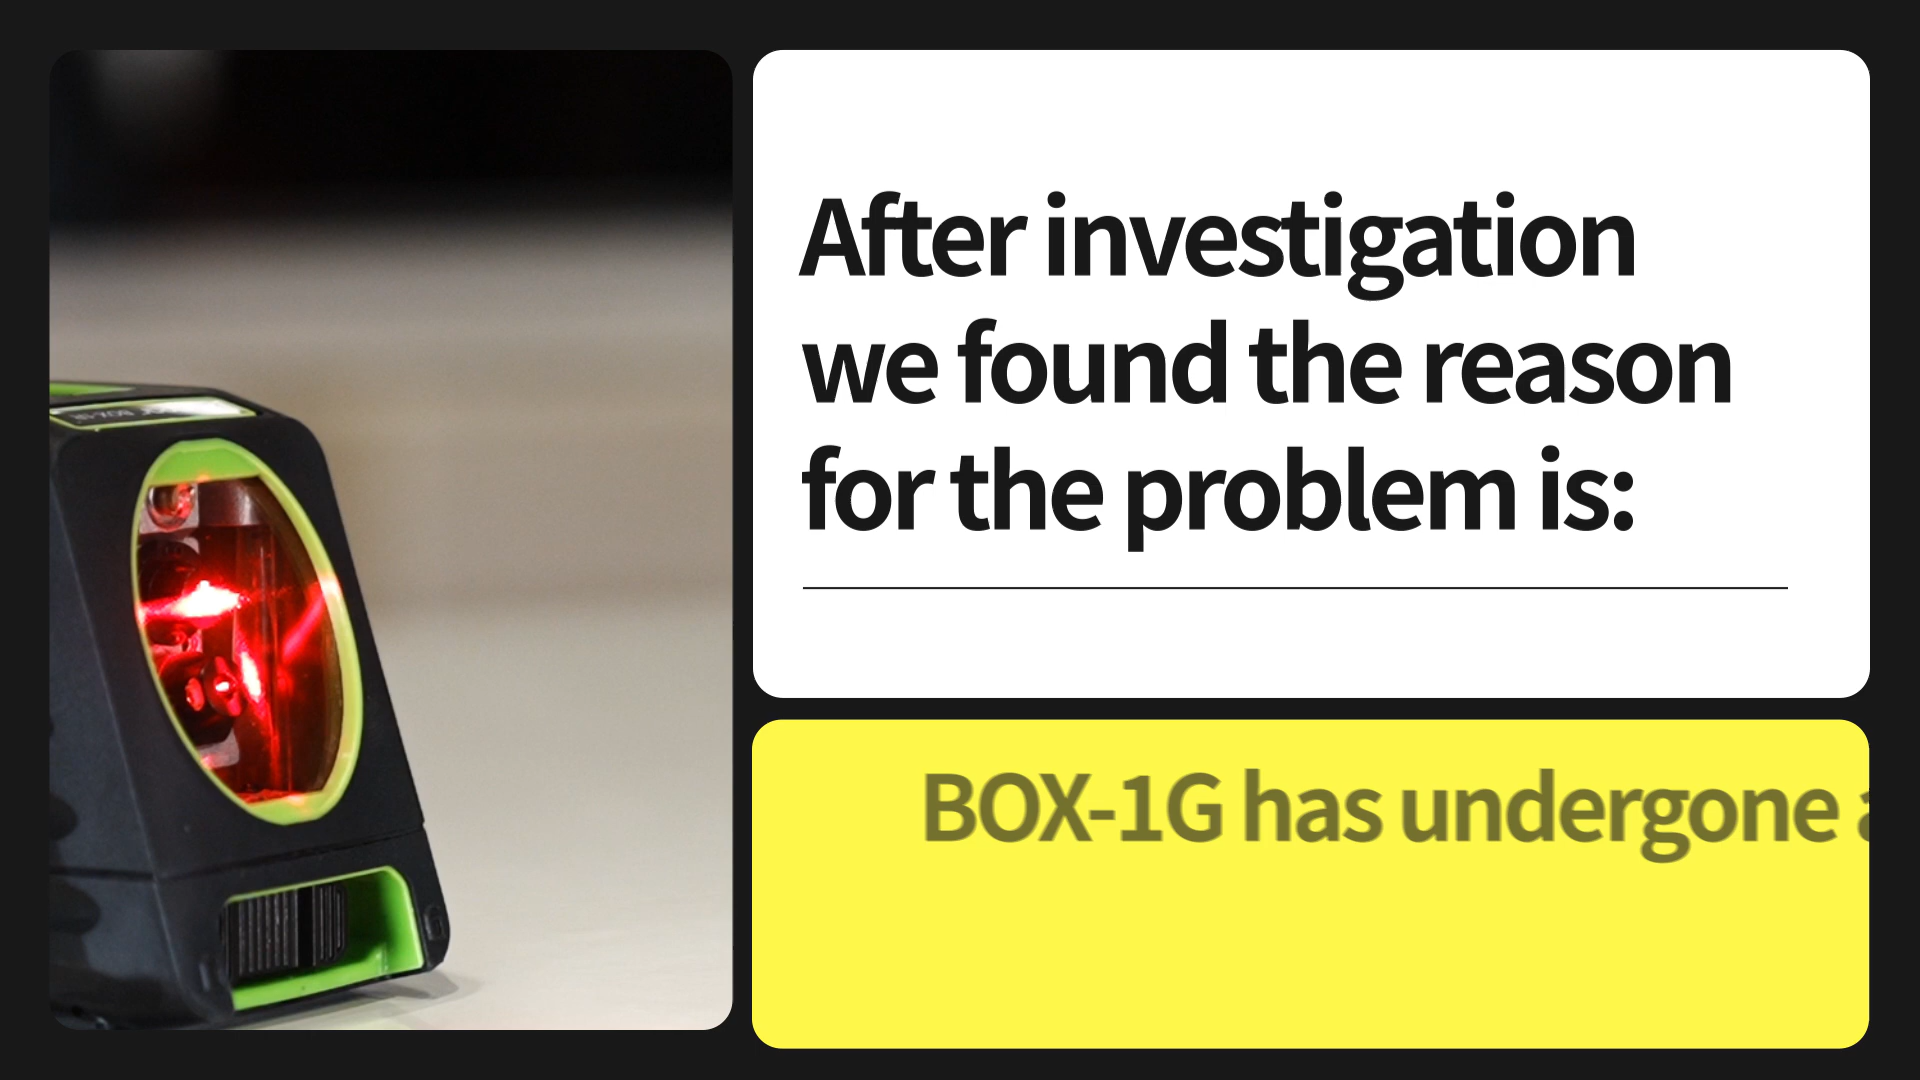 After investigation
we found the reason
for the problem is:
BOX-1G has undergone